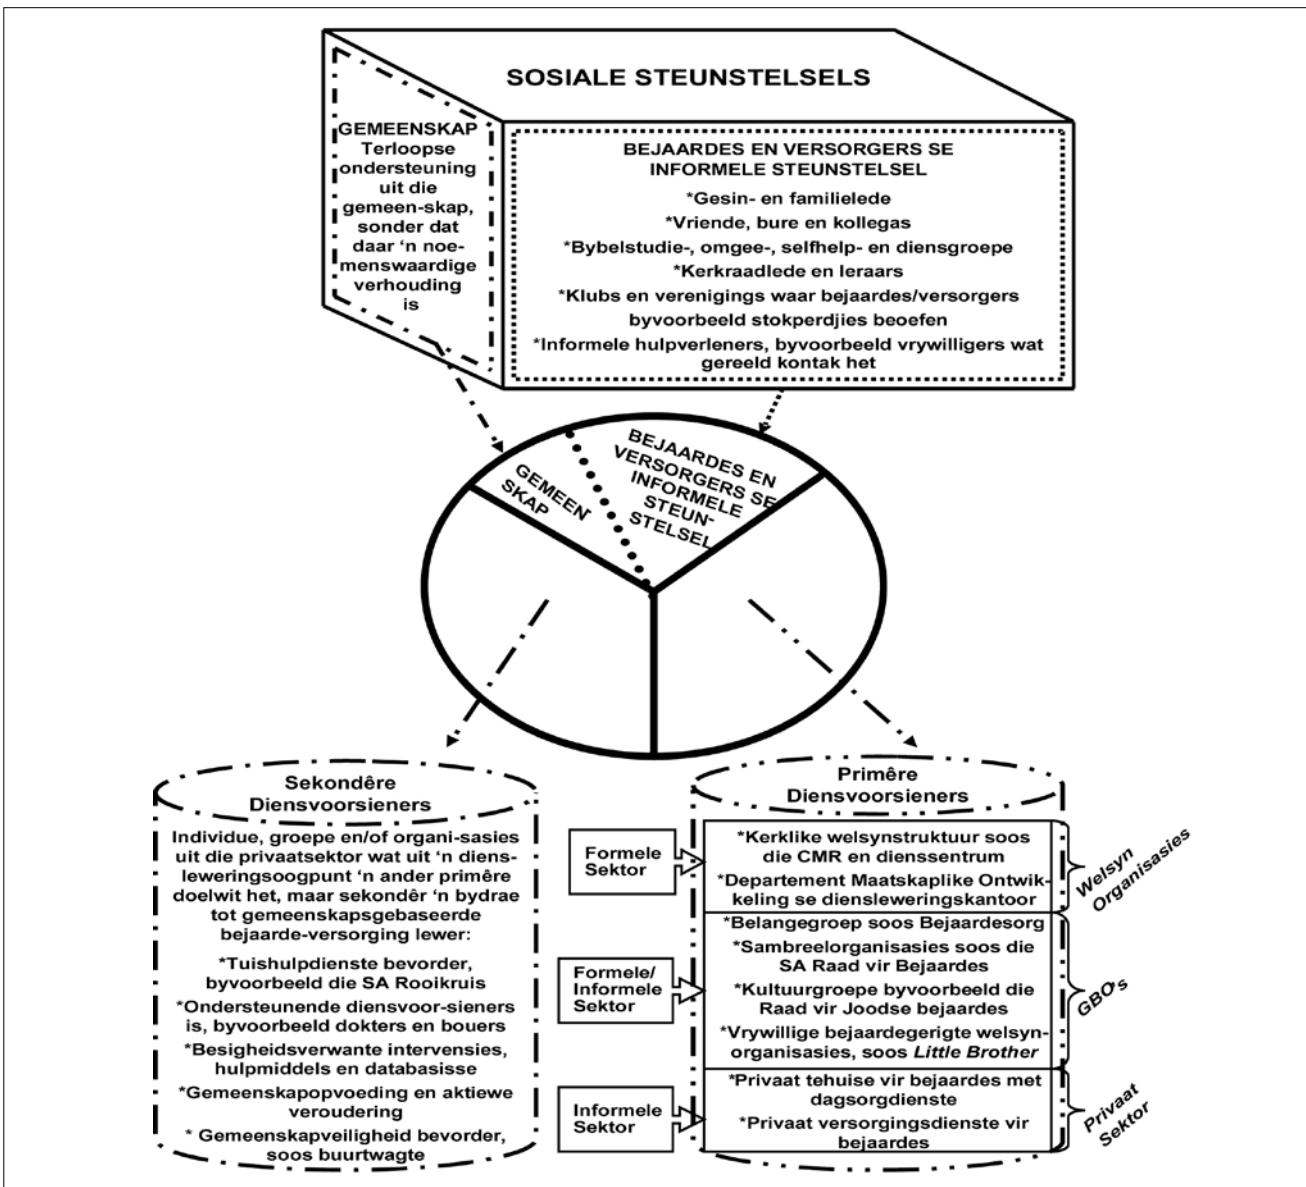 SOSIALE STEUNSTELSELS
GEMEENSKAP
Terloopse
ondersteuning
uit die
gemeen-skap,
sonder dat
daar ‘n noe-
menswaardige
verhouding
is
BEJAARDES EN VERSORGERS SE
INFORMELE STEUNSTELSEL
*Gesin- en familielede
*Vriende, bure en kollegas
*Bybelstudie-, omgee-, selfhelp- en diensgroepe
*Kerkraadlede en leraars
*Klubs en verenigings waar bejaardes/versorgers
byvoorbeeld stokperdjies beoefen
*Informele hulpverleners, byvoorbeeld vrywilligers wat
gereeld kontak het
GEMEEN-
SKAP
BEJAARDES EN
VERSORGERS SE
INFORMELE
STEUN-
STELSEL
Sekondêre
Diensvoorsieners
Individue, groepe en/of organi-sasies
uit die privaatsektor wat uit ‘n diens-
leweringsoogpunt ‘n ander primêre
doelwit het, maar sekondêr ‘n bydrae
tot gemeenskapsgebaseerde
bejaarde-versorging lewer:
*Tuishulpdienste bevorder,
byvoorbeeld die SA Rooikruis
*Ondersteunende diensvoor-sieners
is, byvoorbeeld dokters en bouers
*Besigheidsverwante intervensies,
hulpmiddels en databasisse
*Gemeenskapopvoeding en aktiewe
veroudering
* Gemeenskapveiligheid bevorder,
soos buurtwagte
Primêre
Diensvoorsieners
Formele
Sektor
*Kerklike welsynstruktuur soos
die CMR en dienssentrum
*Departement Maatskaplike Ontwik-
keling se diensleweringskantoor
Welsyn
Organisasies
Formele/
Informele
Sektor
*Belangegroep soos Bejaardesorg
*Sambreelorganisasies soos die
SA Raad vir Bejaardes
*Kultuurgroepe byvoorbeeld die
Raad vir Joodse bejaardes
*Vrywillige bejaardegerigte welsyn-
organisasies, soos Little Brother
GBO's
Informele
Sektor
*Privaat tehuise vir bejaardes met
dagsorgdienste
*Privaat versorgingsdienste vir
bejaardes
Privaat
Sektor